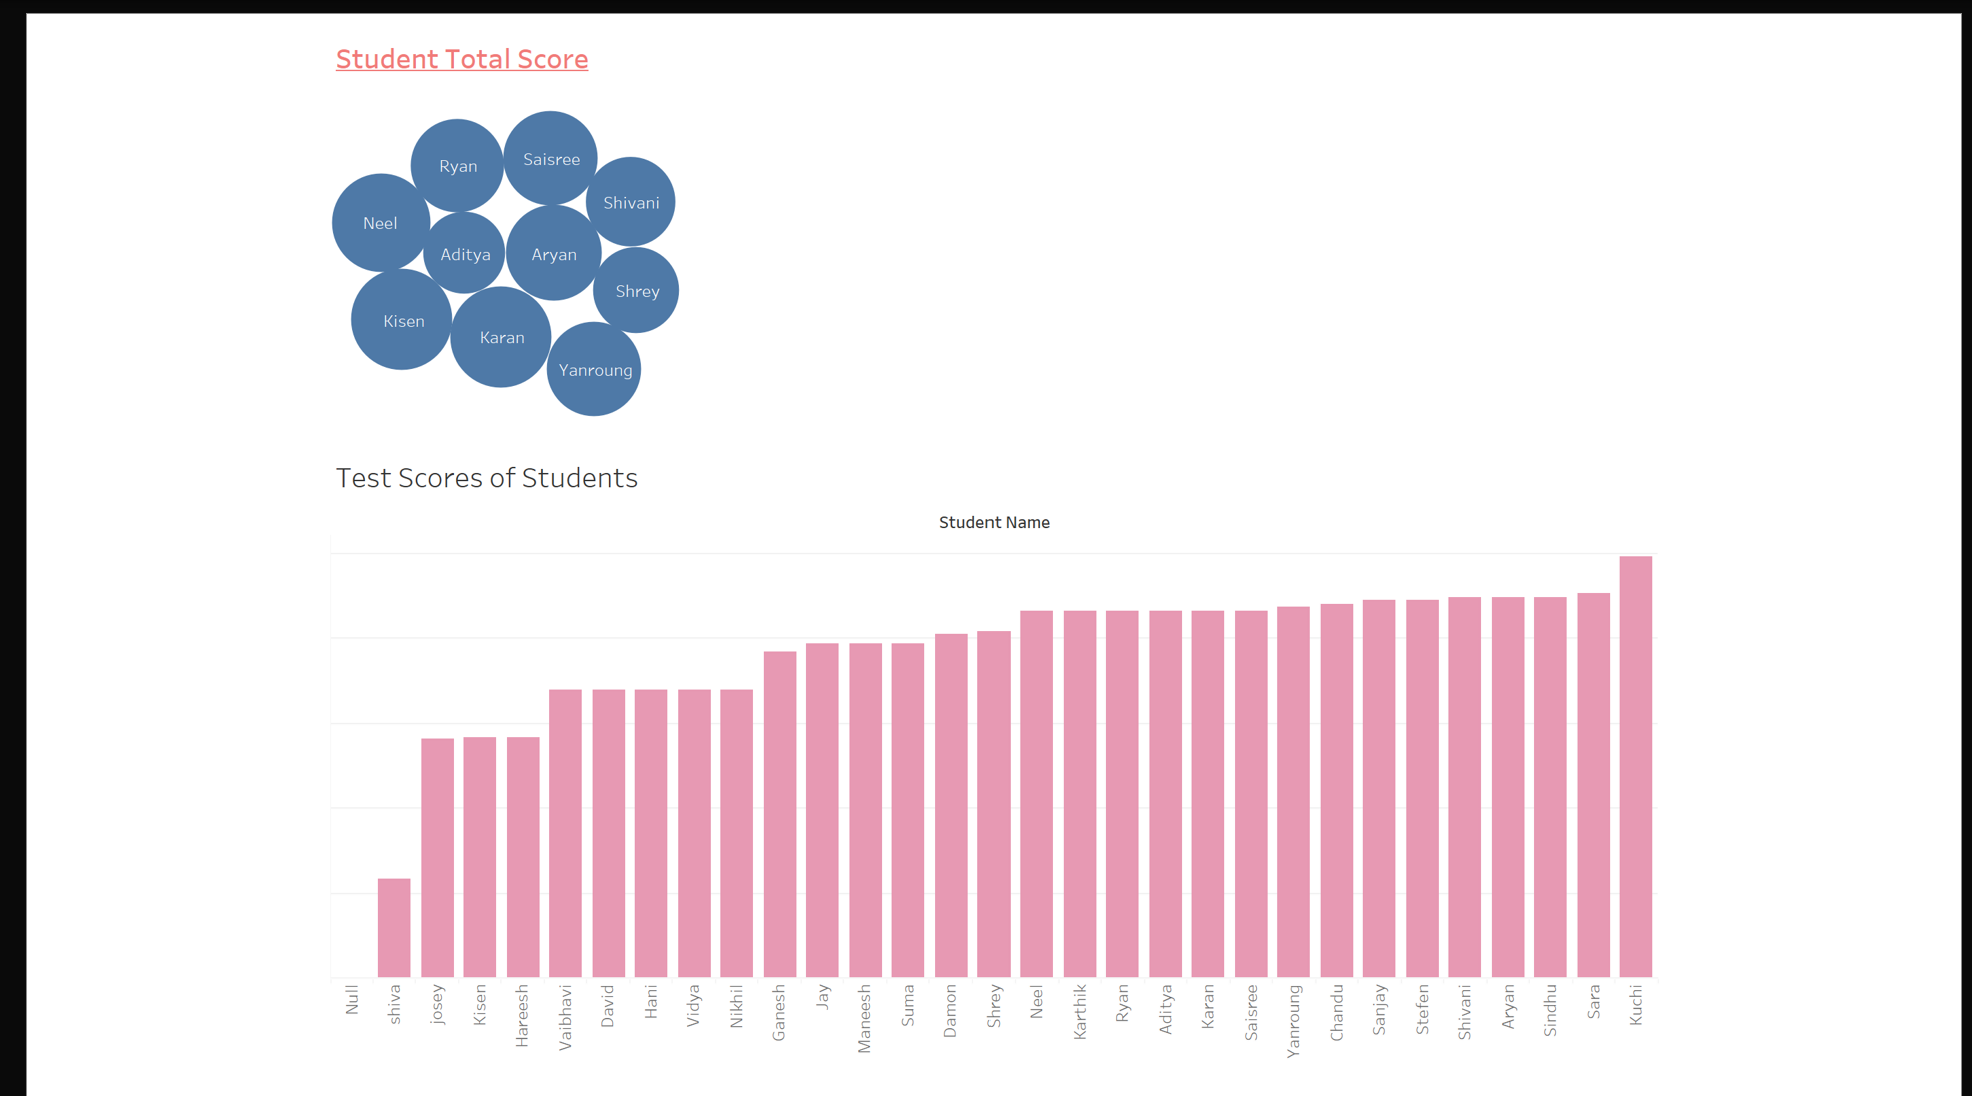 Student Total Score
Ryan
Saisree
Shivani
Neel
Aditya
Aryan
Shrey
Kisen
Karan
Yanroung
Test Scores of Students
Student Name
Null
shiva
josey
Kisen
Hareesh
Vaibhavi
David
Hani
Vidya
Nikhil
Ganesh
Jay
Maneesh
Suma
Damon
Shrey
Neel
Karthik
Ryan
Aditya
Karan
Saisree
Yanroung
Chandu
Sanjay
Stefen
Shivani
Aryan
Sindhu
Sara
Kuchi